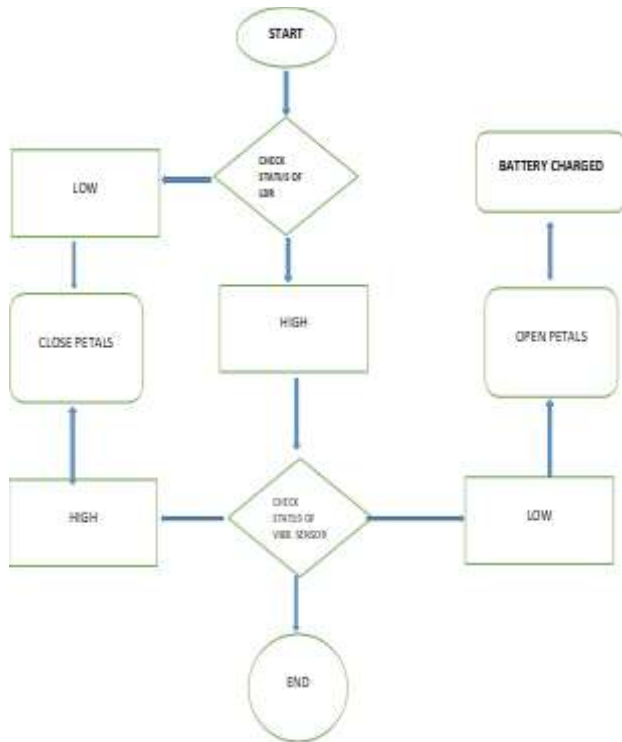 START
CHECK
STATUS OF
LDR
BATTERY CHARGED
LOW
HIGH
CLOSE PETALS
OPEN PETALS
HIGH
CHECK
STATUS OF
VIBR. SENSOR
LOW
END